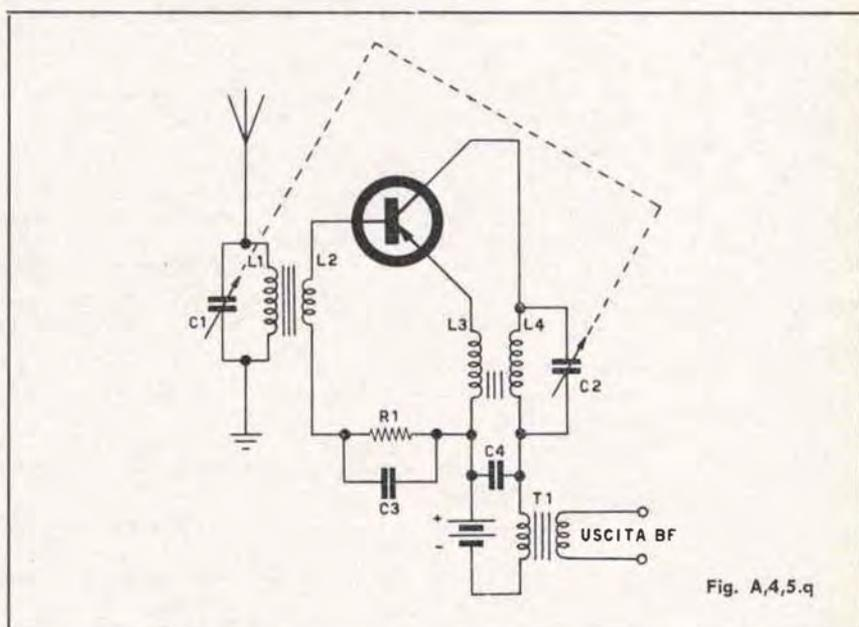 L1
L2
C1
L3
L4
C2
R1
C4
C3
T1
+
-
USCITA BF
Fig. A,4,5.q